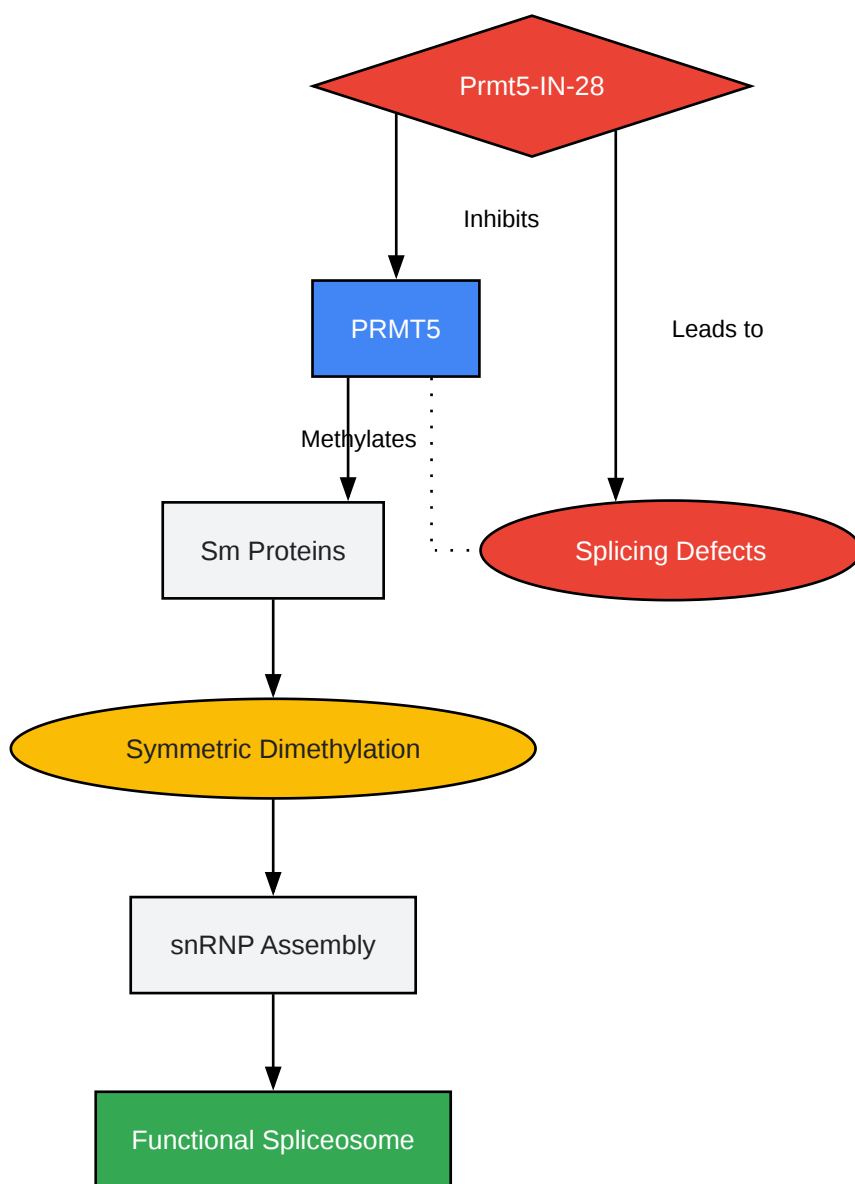 Prmt5-IN-28
Inhibits
PRMT5
Leads to
Methylates
Sm Proteins
Splicing Defects
Symmetric Dimethylation
snRNP Assembly
Functional Spliceosome